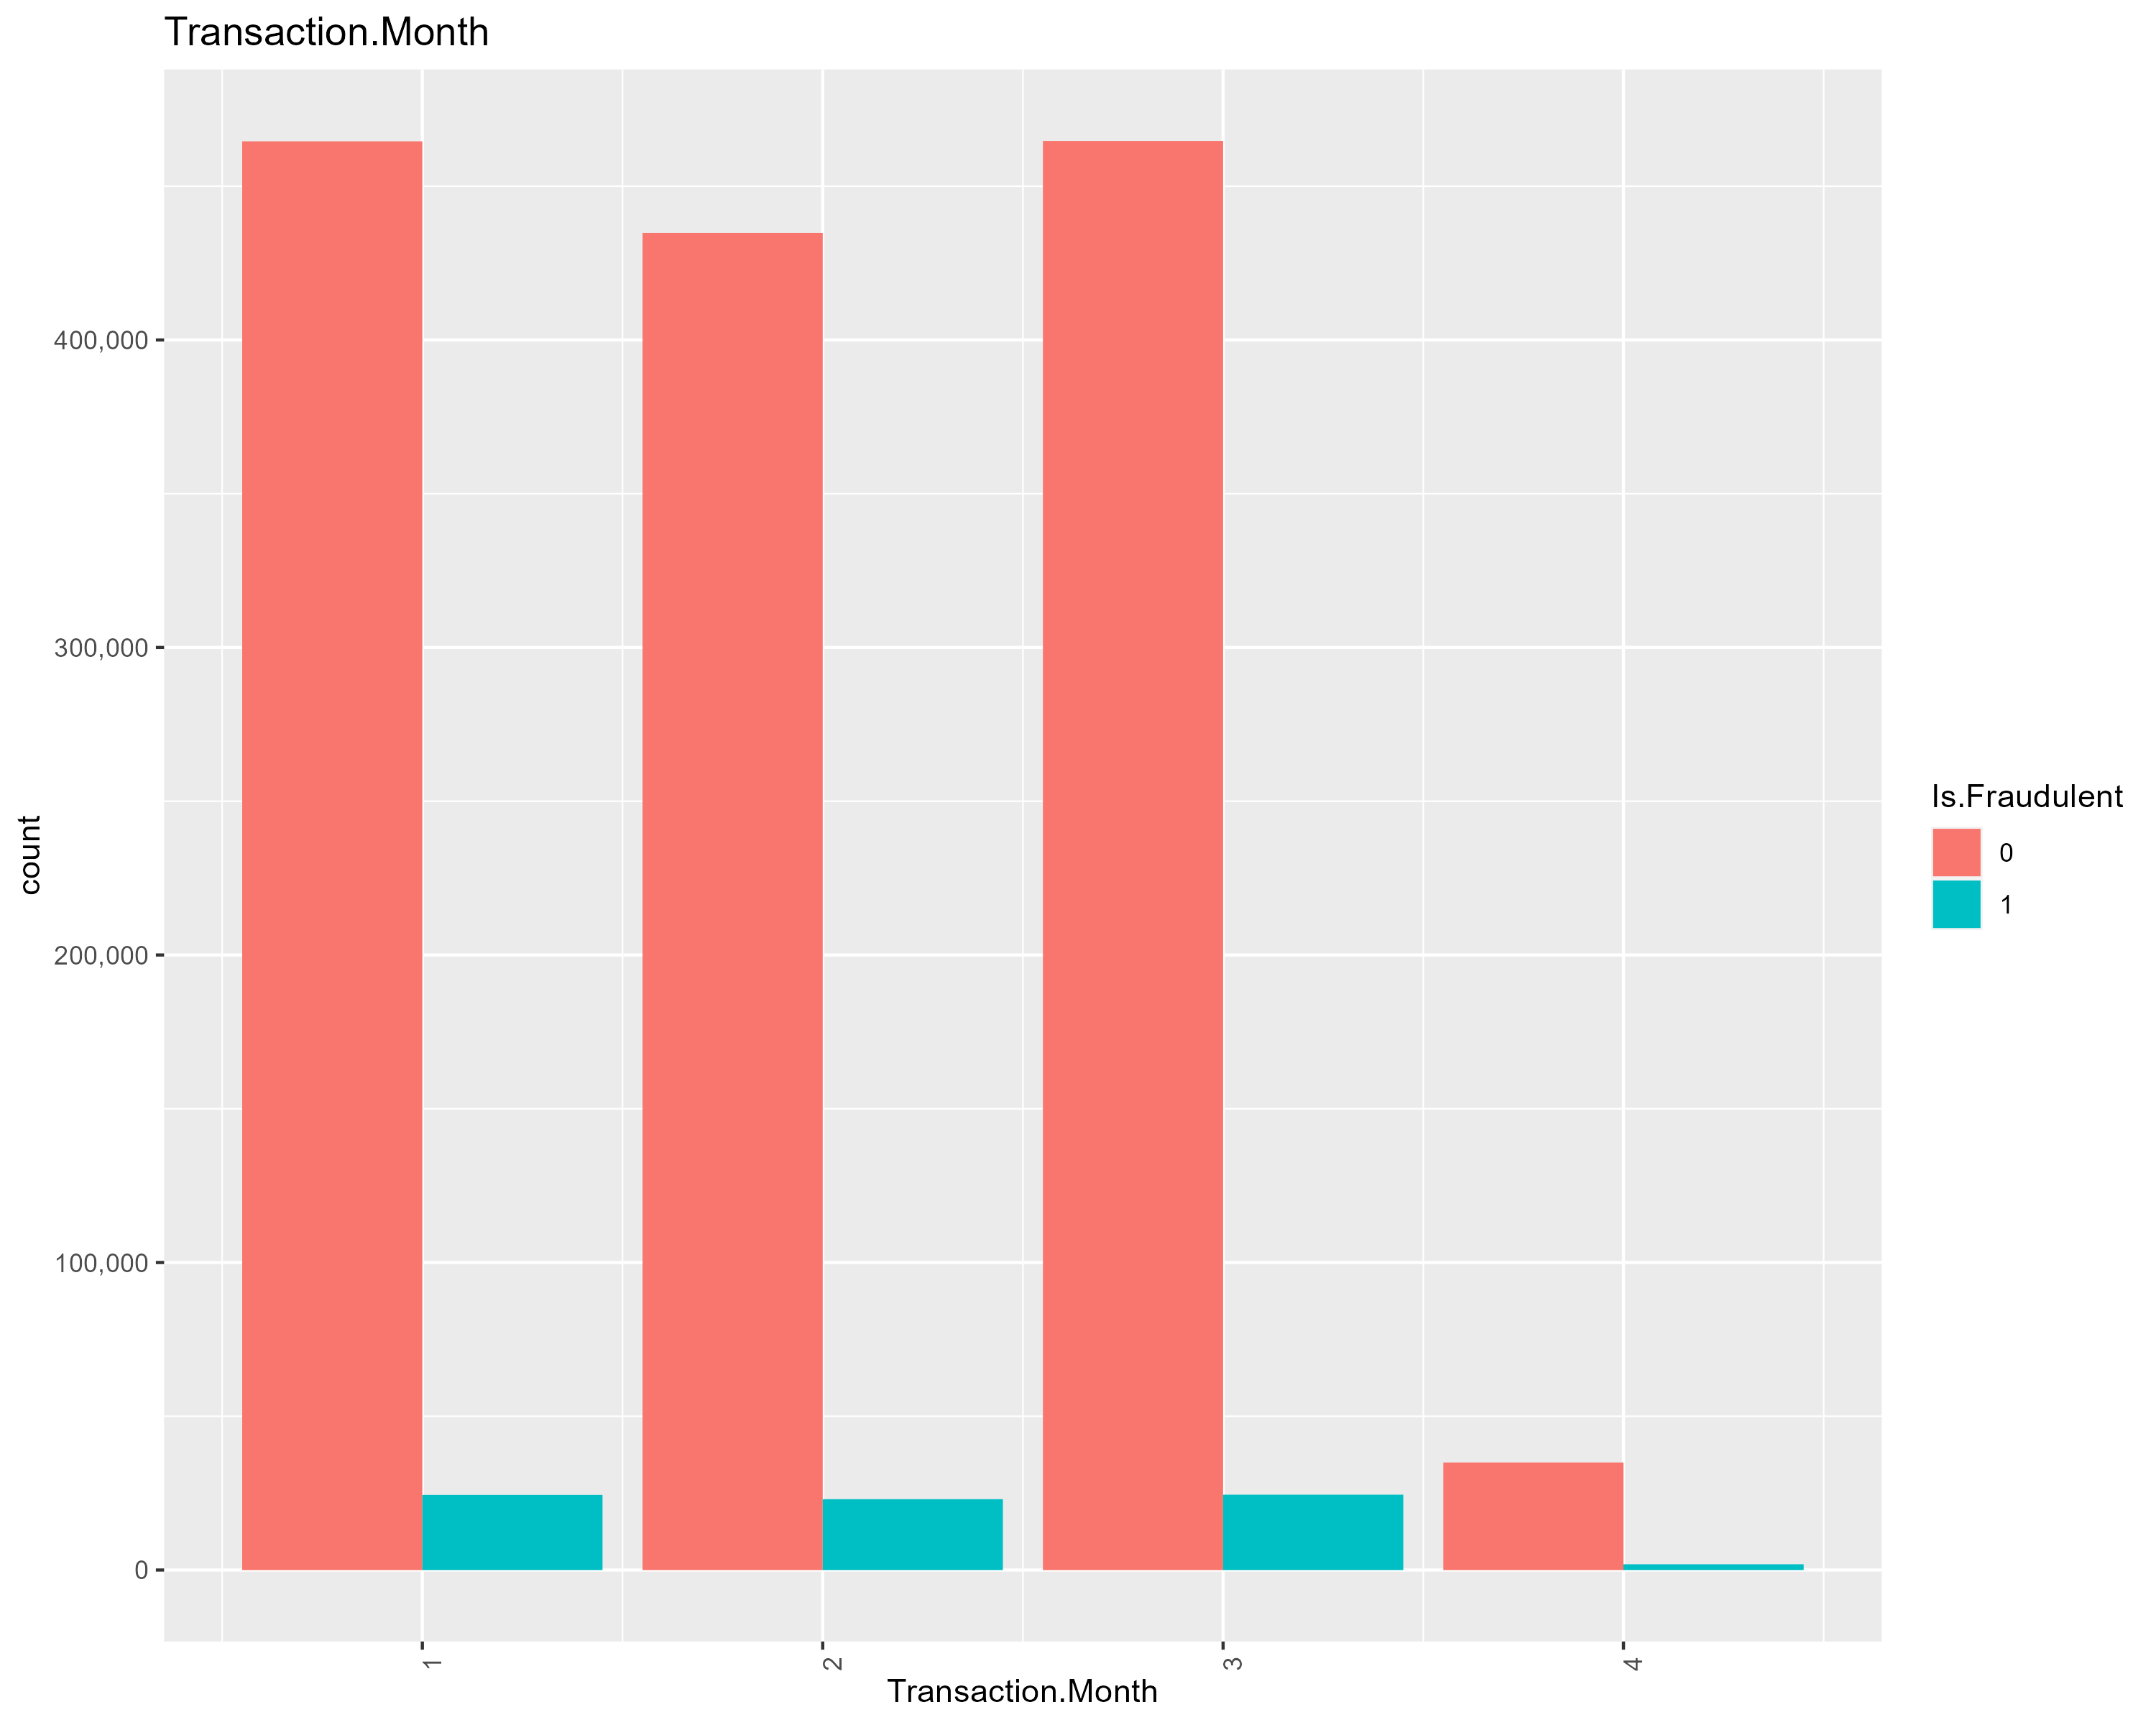 Transaction.Month
count
400,000
300,000
200,000
100,000
0
1
2
3
4
Transaction.Month
Is.Fraudulent
0
1